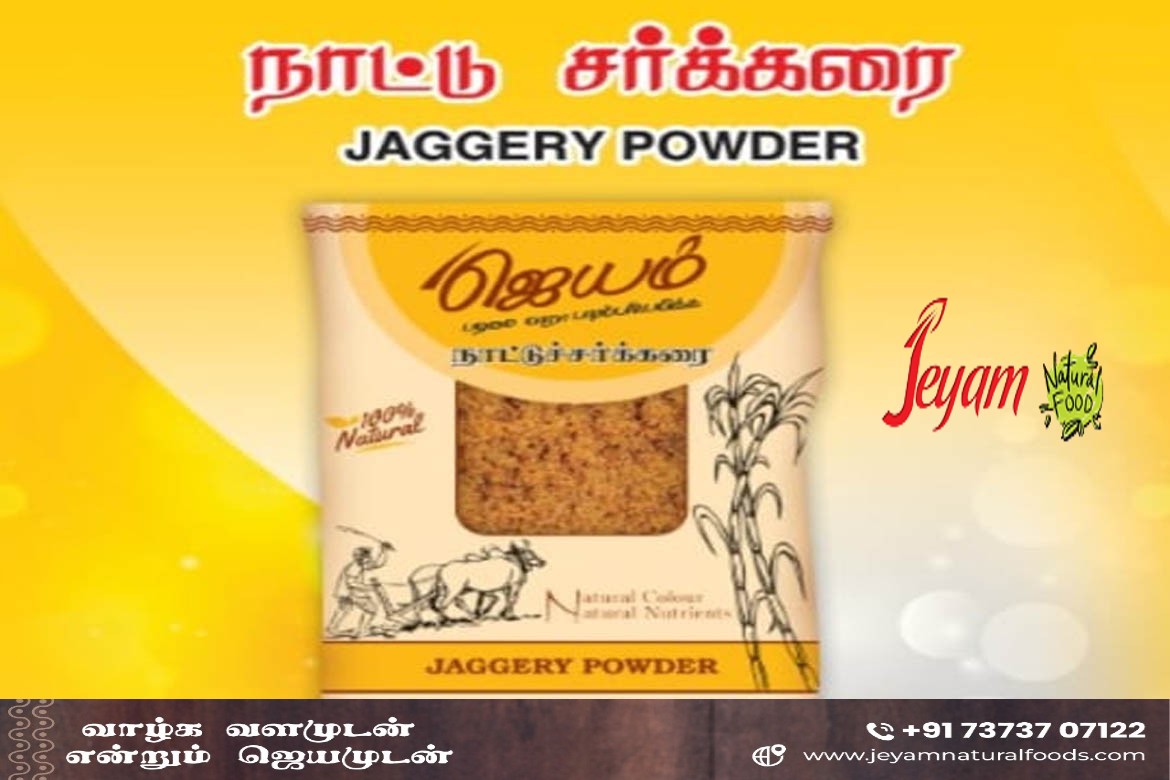 நாட்டு சர்க்கரை
JAGGERY POWDER
ஜெயம்
நாட்டுச்சர்க்கரை
100%
Natural
Jeyam
Natural
FOOD
Natural Colour
Natural Nutrients
JAGGERY POWDER
வாழ்க வளமுடன்
என்றும் ஜெயமுடன்
+91 73737 07122
www.jeyamnaturalfoods.com